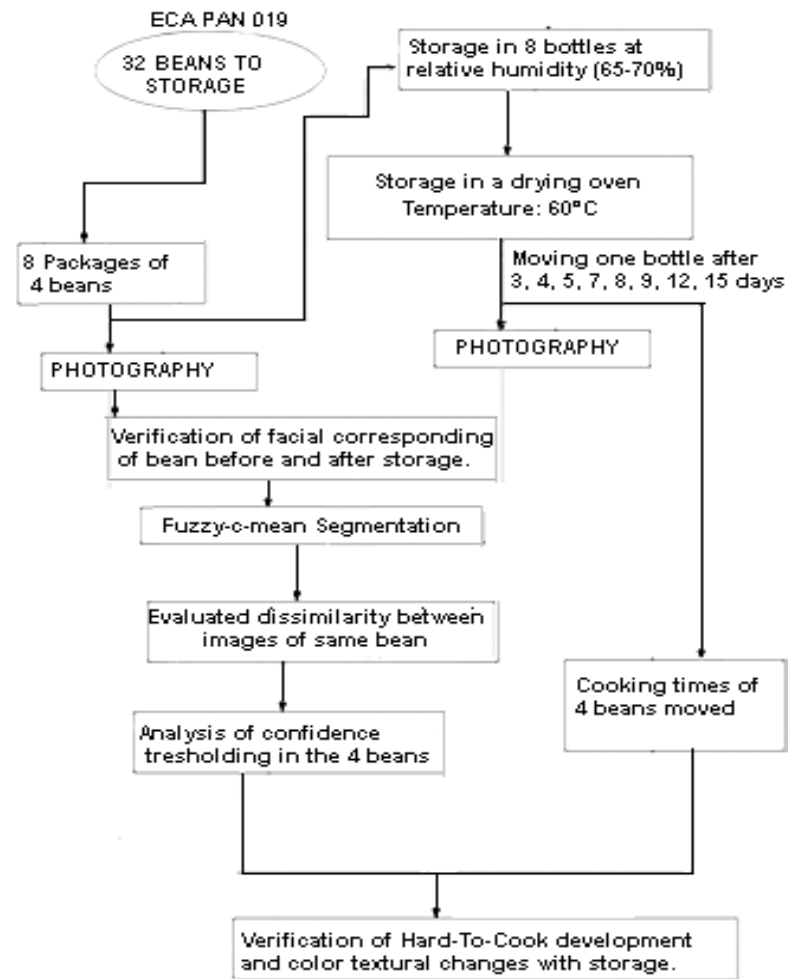 ECA PAN 019
32 BEANS TO
STORAGE
Storage in 8 bottles at
relative humidity (65-70%)
Storage in a drying oven
Temperature: 60°C
8 Packages of
4 beans
Moving one bottle after
3, 4, 5, 7, 8, 9, 12, 15 days
PHOTOGRAPHY
PHOTOGRAPHY
Verification of facial corresponding
of bean before and after storage.
Fuzzy-c-mean Segmentation
Evaluated dissimilarity between
images of same bean
Cooking times of
4 beans moved
Analysis of confidence
tresholding in the 4 beans
Verification of Hard-To-Cook development
and color textural changes with storage.